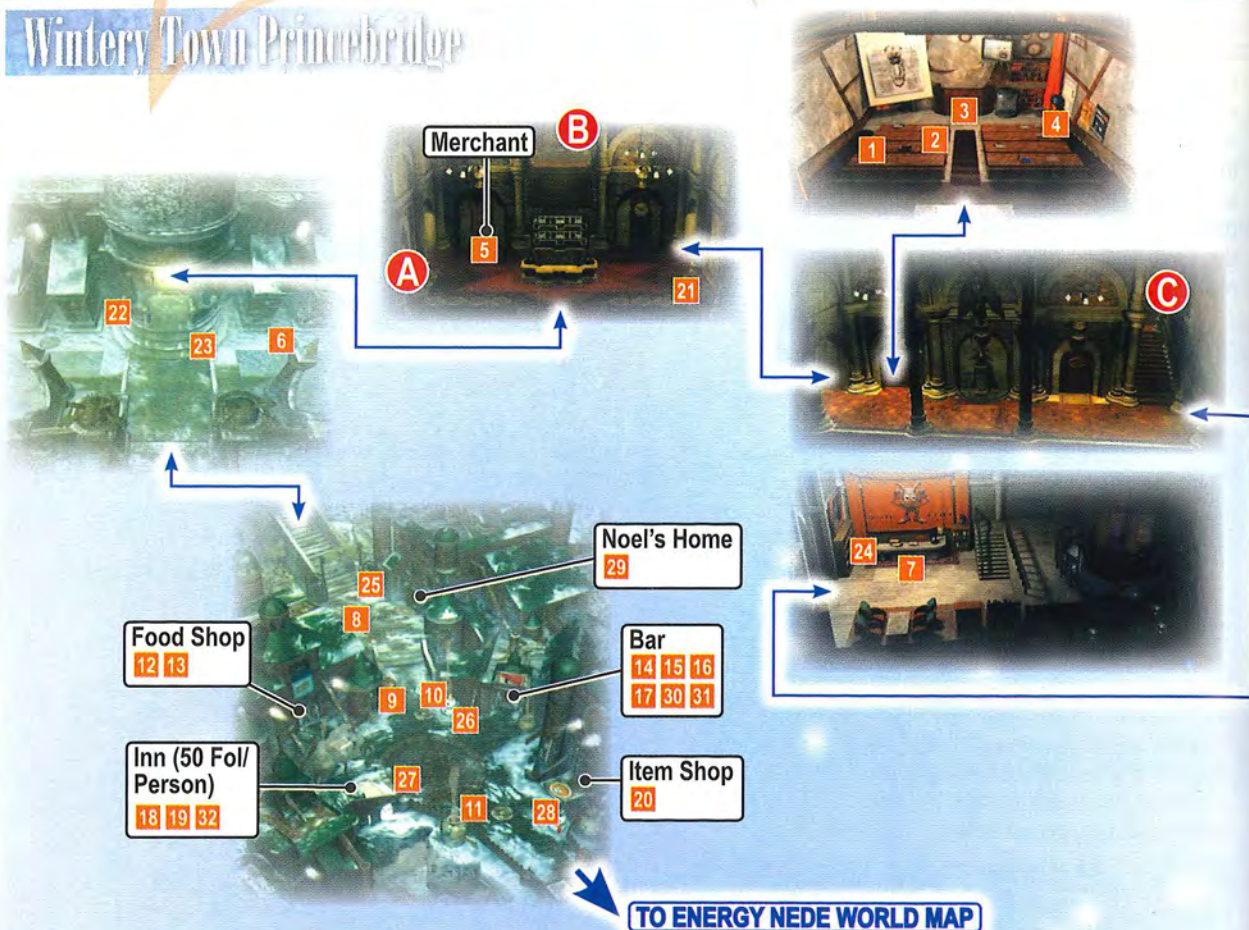 Wintery Town Princebridge
Merchant
5
A
B
21
1
2
3
4
C
22
23
6
24
7
Noel's Home
29
25
8
Food Shop
12 13
Bar
14 15 16
17 30 31
9
10
26
Inn (50 Fol/
Person)
18 19 32
27
11
28
Item Shop
20
TO ENERGY NEDE WORLD MAP